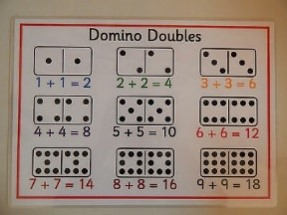 Domino Doubles
1 + 1 = 2 2 + 2 = 4 3 + 3 = 6
4 + 4 = 8 5 + 5 = 10 6 + 6 = 12
7 + 7 = 14 8 + 8 = 16 9 + 9 = 18